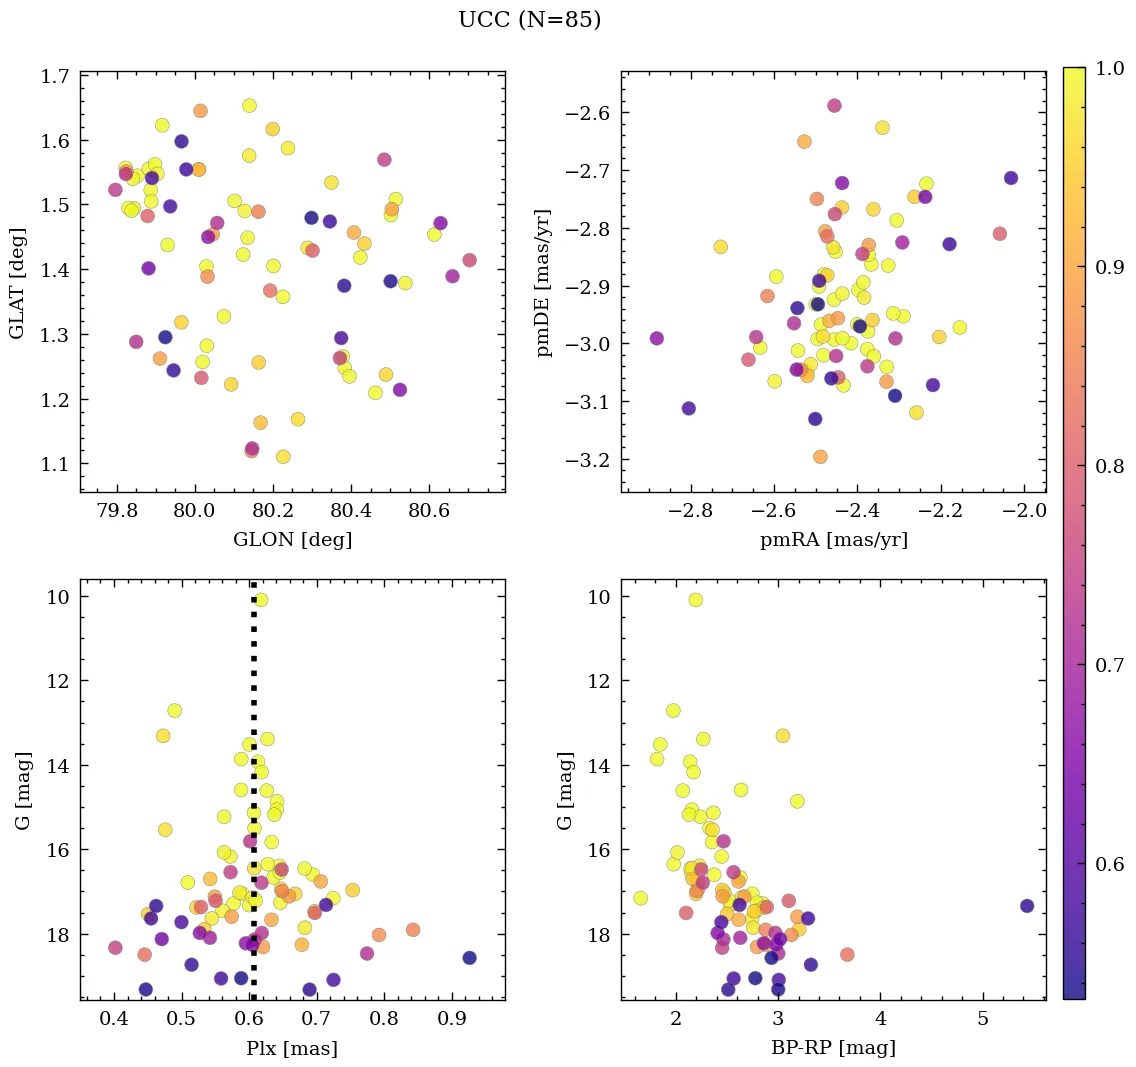 UCC (N=85)
1.7
1.6
1.5
1.4
1.3
1.2
1.1
GLAT [deg]
79.8 80.0 80.2 80.4 80.6
GLON [deg]
−2.6
−2.7
−2.8
−2.9
−3.0
−3.1
−3.2
pmDE [mas/yr]
−2.8 −2.6 −2.4 −2.2 −2.0
pmRA [mas/yr]
1.0
0.9
0.8
0.7
0.6
10
12
14
16
18
G [mag]
0.4 0.5 0.6 0.7 0.8 0.9
Plx [mas]
10
12
14
16
18
G [mag]
2 3 4 5
BP-RP [mag]